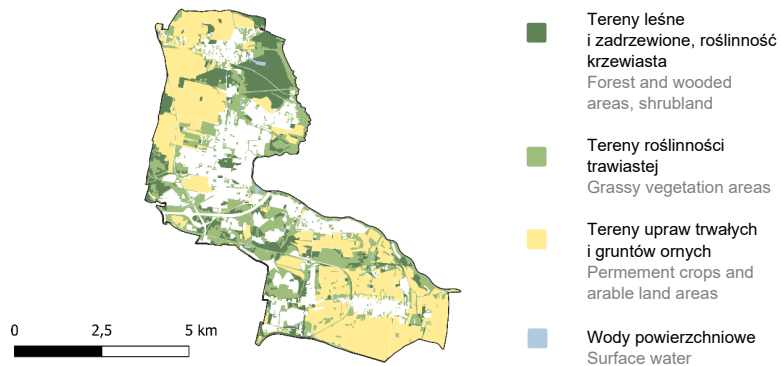 Tereny leśne
i zadrzewione, roślinność
krzewiasta
Forest and wooded
areas, shrubland
Tereny roślinności
trawiastej
Grassy vegetation areas
Tereny upraw trwałych
i gruntów ornych
Permement crops and
arable land areas
Wody powierzchniowe
Surface water
0 2,5 5 km